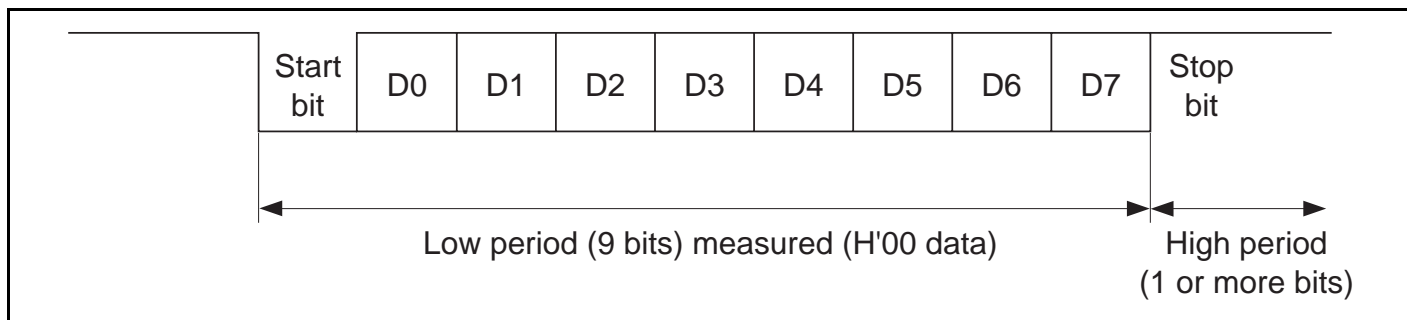 Start
bit
D0
D1
D2
D3
D4
D5
D6
D7
Stop
bit
Low period (9 bits) measured (H'00 data)
High period
(1 or more bits)